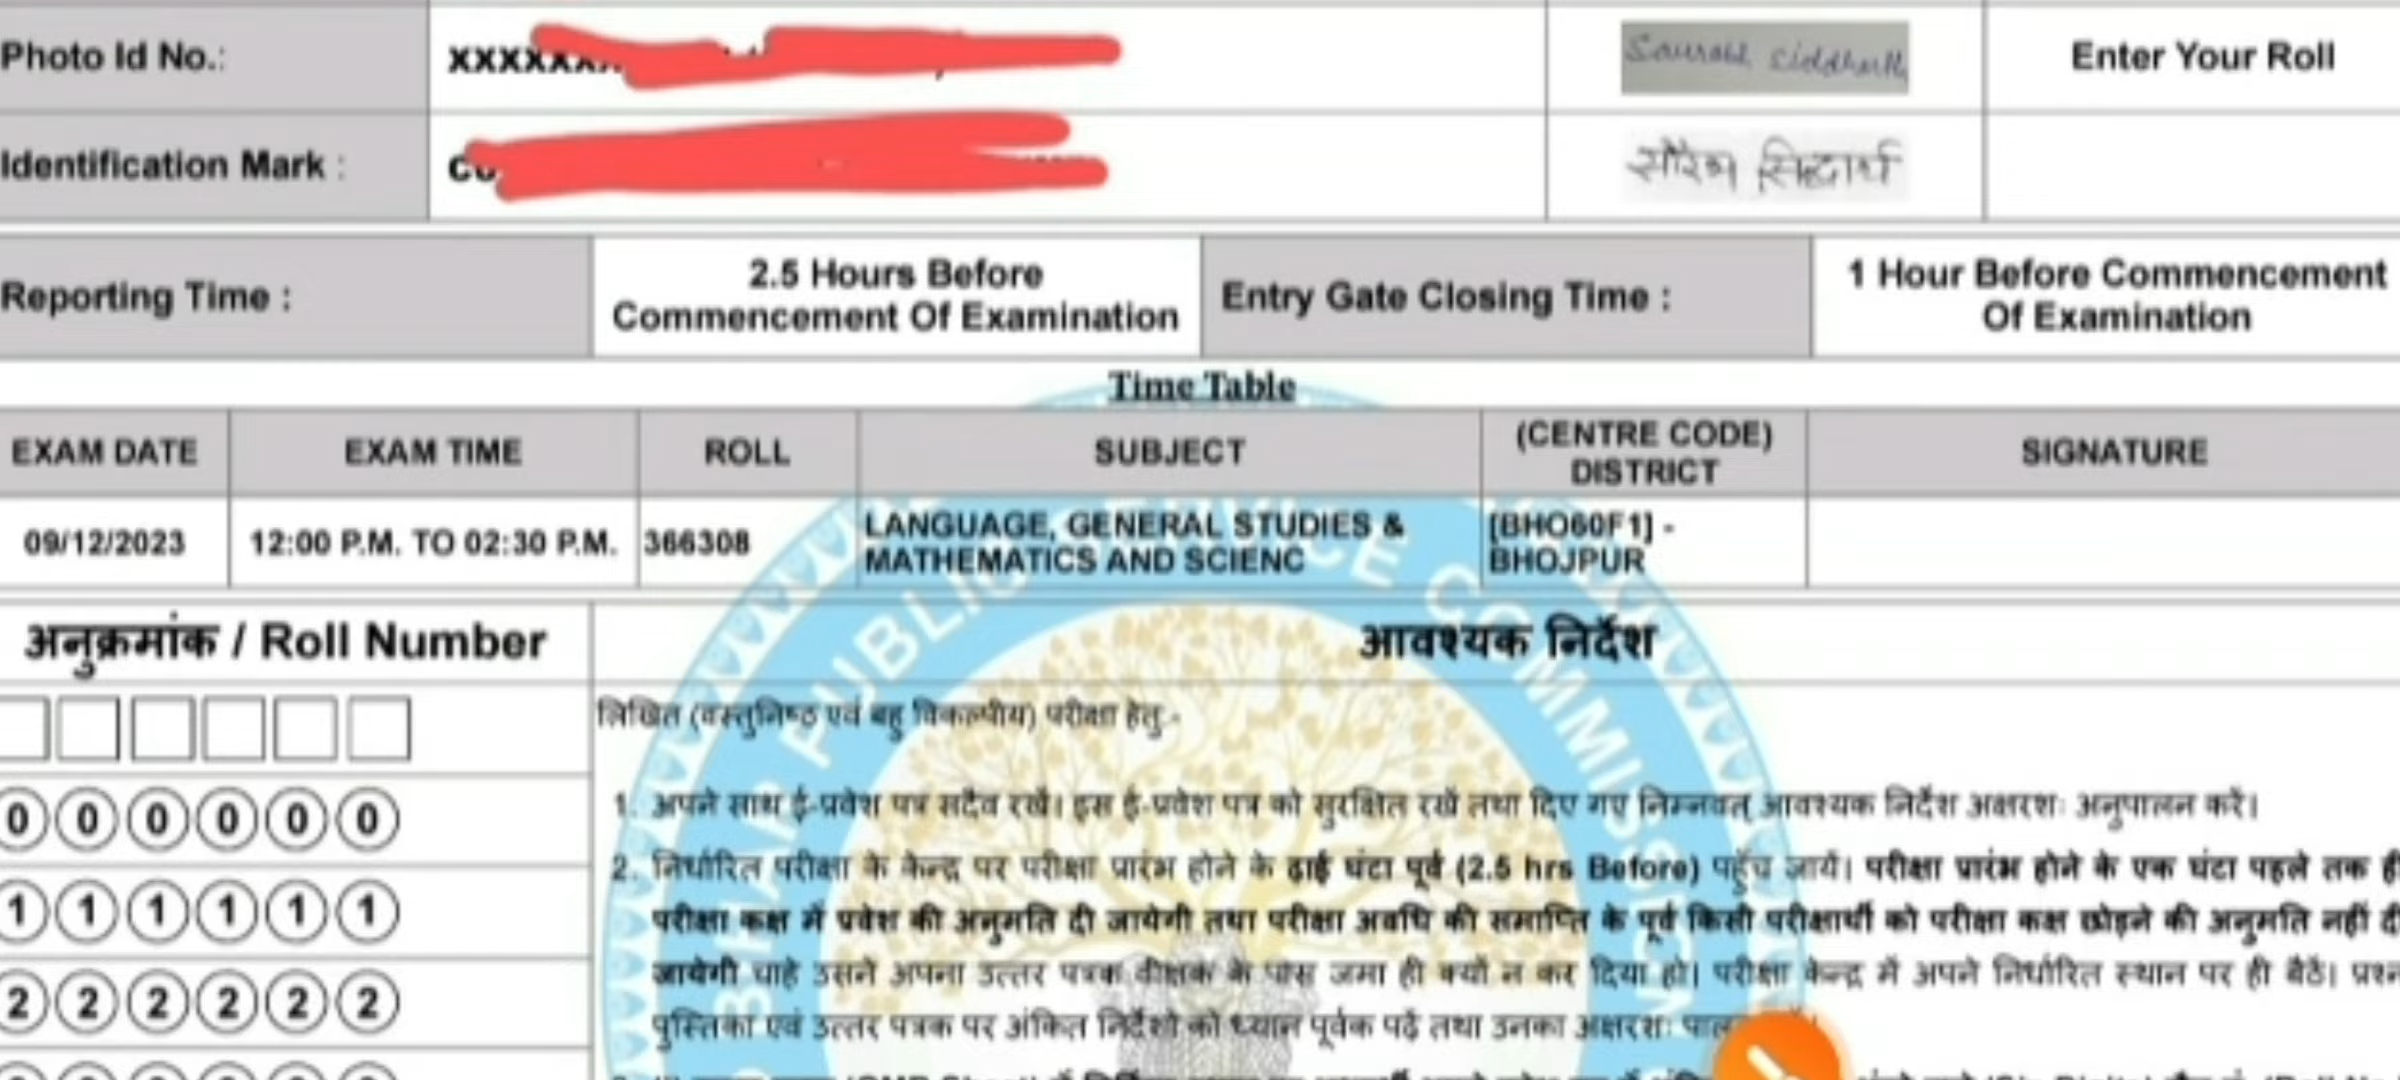 Photo Id No.:
XXXXXX
Saurabh Siddharth
Enter Your Roll
Identification Mark :
सौरभ सिद्धार्थ
Reporting Time :
2.5 Hours Before
Commencement Of Examination
Entry Gate Closing Time :
1 Hour Before Commencement
Of Examination
Time Table
EXAM DATE
EXAM TIME
ROLL
SUBJECT
(CENTRE CODE)
DISTRICT
SIGNATURE
09/12/2023
12:00 P.M. TO 02:30 P.M.
366308
LANGUAGE, GENERAL STUDIES &
MATHEMATICS AND SCIENC
[BHO60F1] -
BHOJPUR
अनुक्रमांक / Roll Number
आवश्यक निर्देश
लिखित (वस्तुनिष्ठ एवं बहु विकल्पीय) परीक्षा हेतु:-
0 0 0 0 0 0
1 1 1 1 1 1
2 2 2 2 2 2
1. अपने साथ ई-प्रवेश पत्र सदैव रखें। इस ई-प्रवेश पत्र को सुरक्षित रखें तथा दिए गए निम्नवत् आवश्यक निर्देश अक्षरशः अनुपालन करें।
2. निर्धारित परीक्षा के केन्द्र पर परीक्षा प्रारंभ होने के ढाई घंटा पूर्व (2.5 hrs Before) पहुँच जायें। परीक्षा प्रारंभ होने के एक घंटा पहले तक ही
परीक्षा कक्ष में प्रवेश की अनुमति दी जायेगी तथा परीक्षा अवधि की समाप्ति के पूर्व किसी परीक्षार्थी को परीक्षा कक्ष छोड़ने की अनुमति नहीं दी
जायेगी चाहे उसने अपना उत्तर पत्रक वीक्षक के पास जमा ही क्यों न कर दिया हो। परीक्षा केन्द्र में अपने निर्धारित स्थान पर ही बैठें। प्रश्न
पुस्तिका एवं उत्तर पत्रक पर अंकित निर्देशों को ध्यान पूर्वक पढ़ें तथा उनका अक्षरशः
BIHAR PUBLIC SERVICE COMMISSION